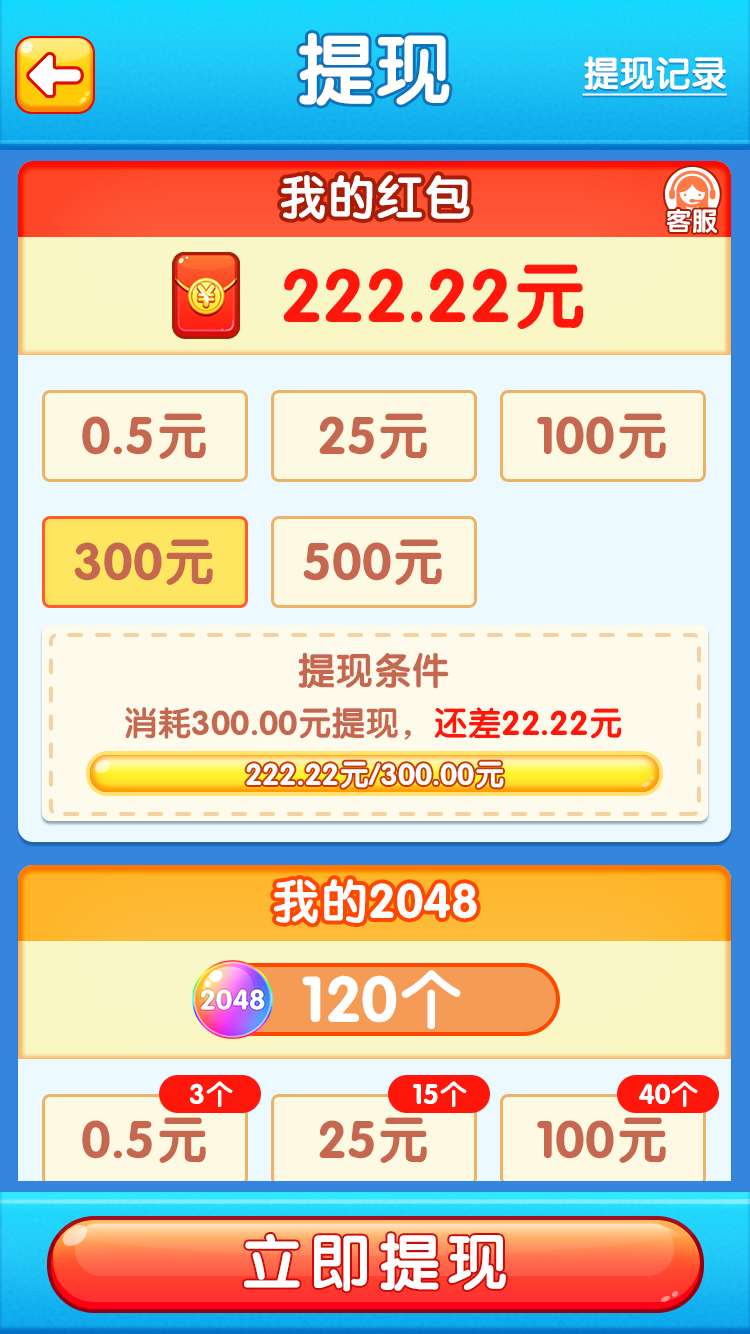 提现
提现记录
我的红包
客服
¥
222.22元
0.5元
25元
100元
300元
500元
提现条件
消耗300.00元提现，还差22.22元
222.22元/300.00元
我的2048
2048
120个
3个
15个
40个
0.5元
25元
100元
立即提现